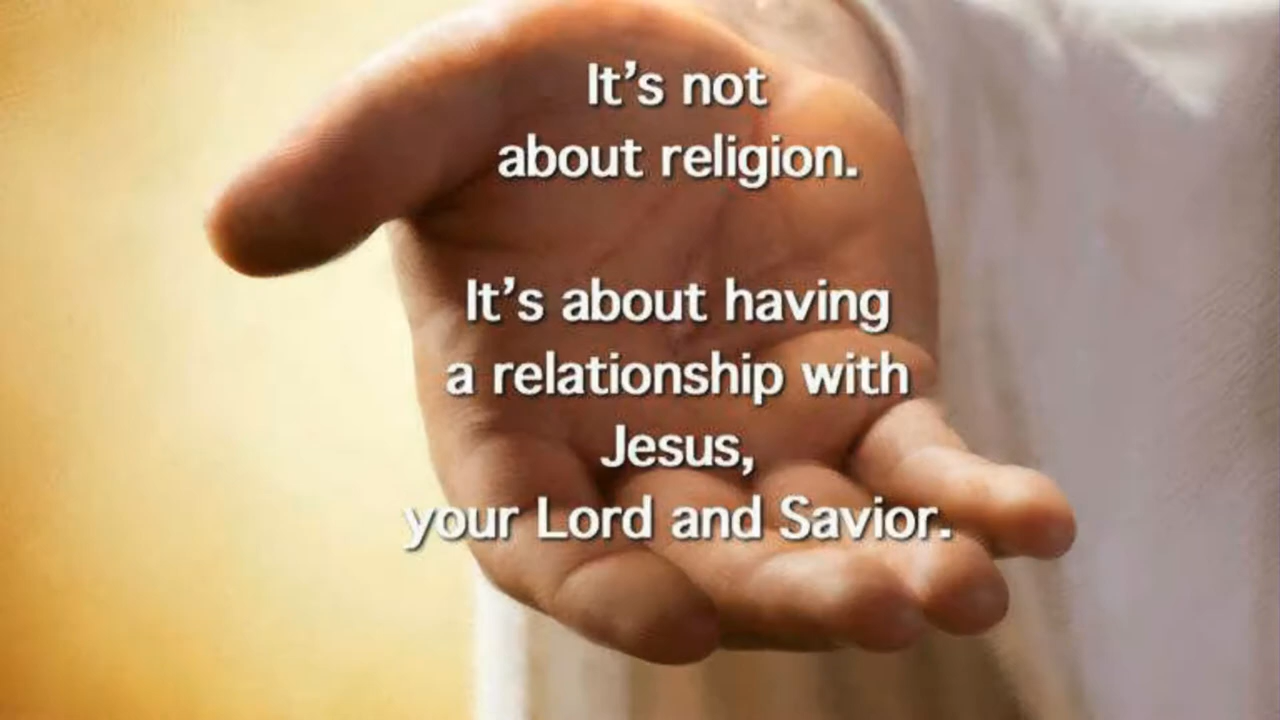 It’s not
about religion.
It’s about having
a relationship with
Jesus,
your Lord and Savior.